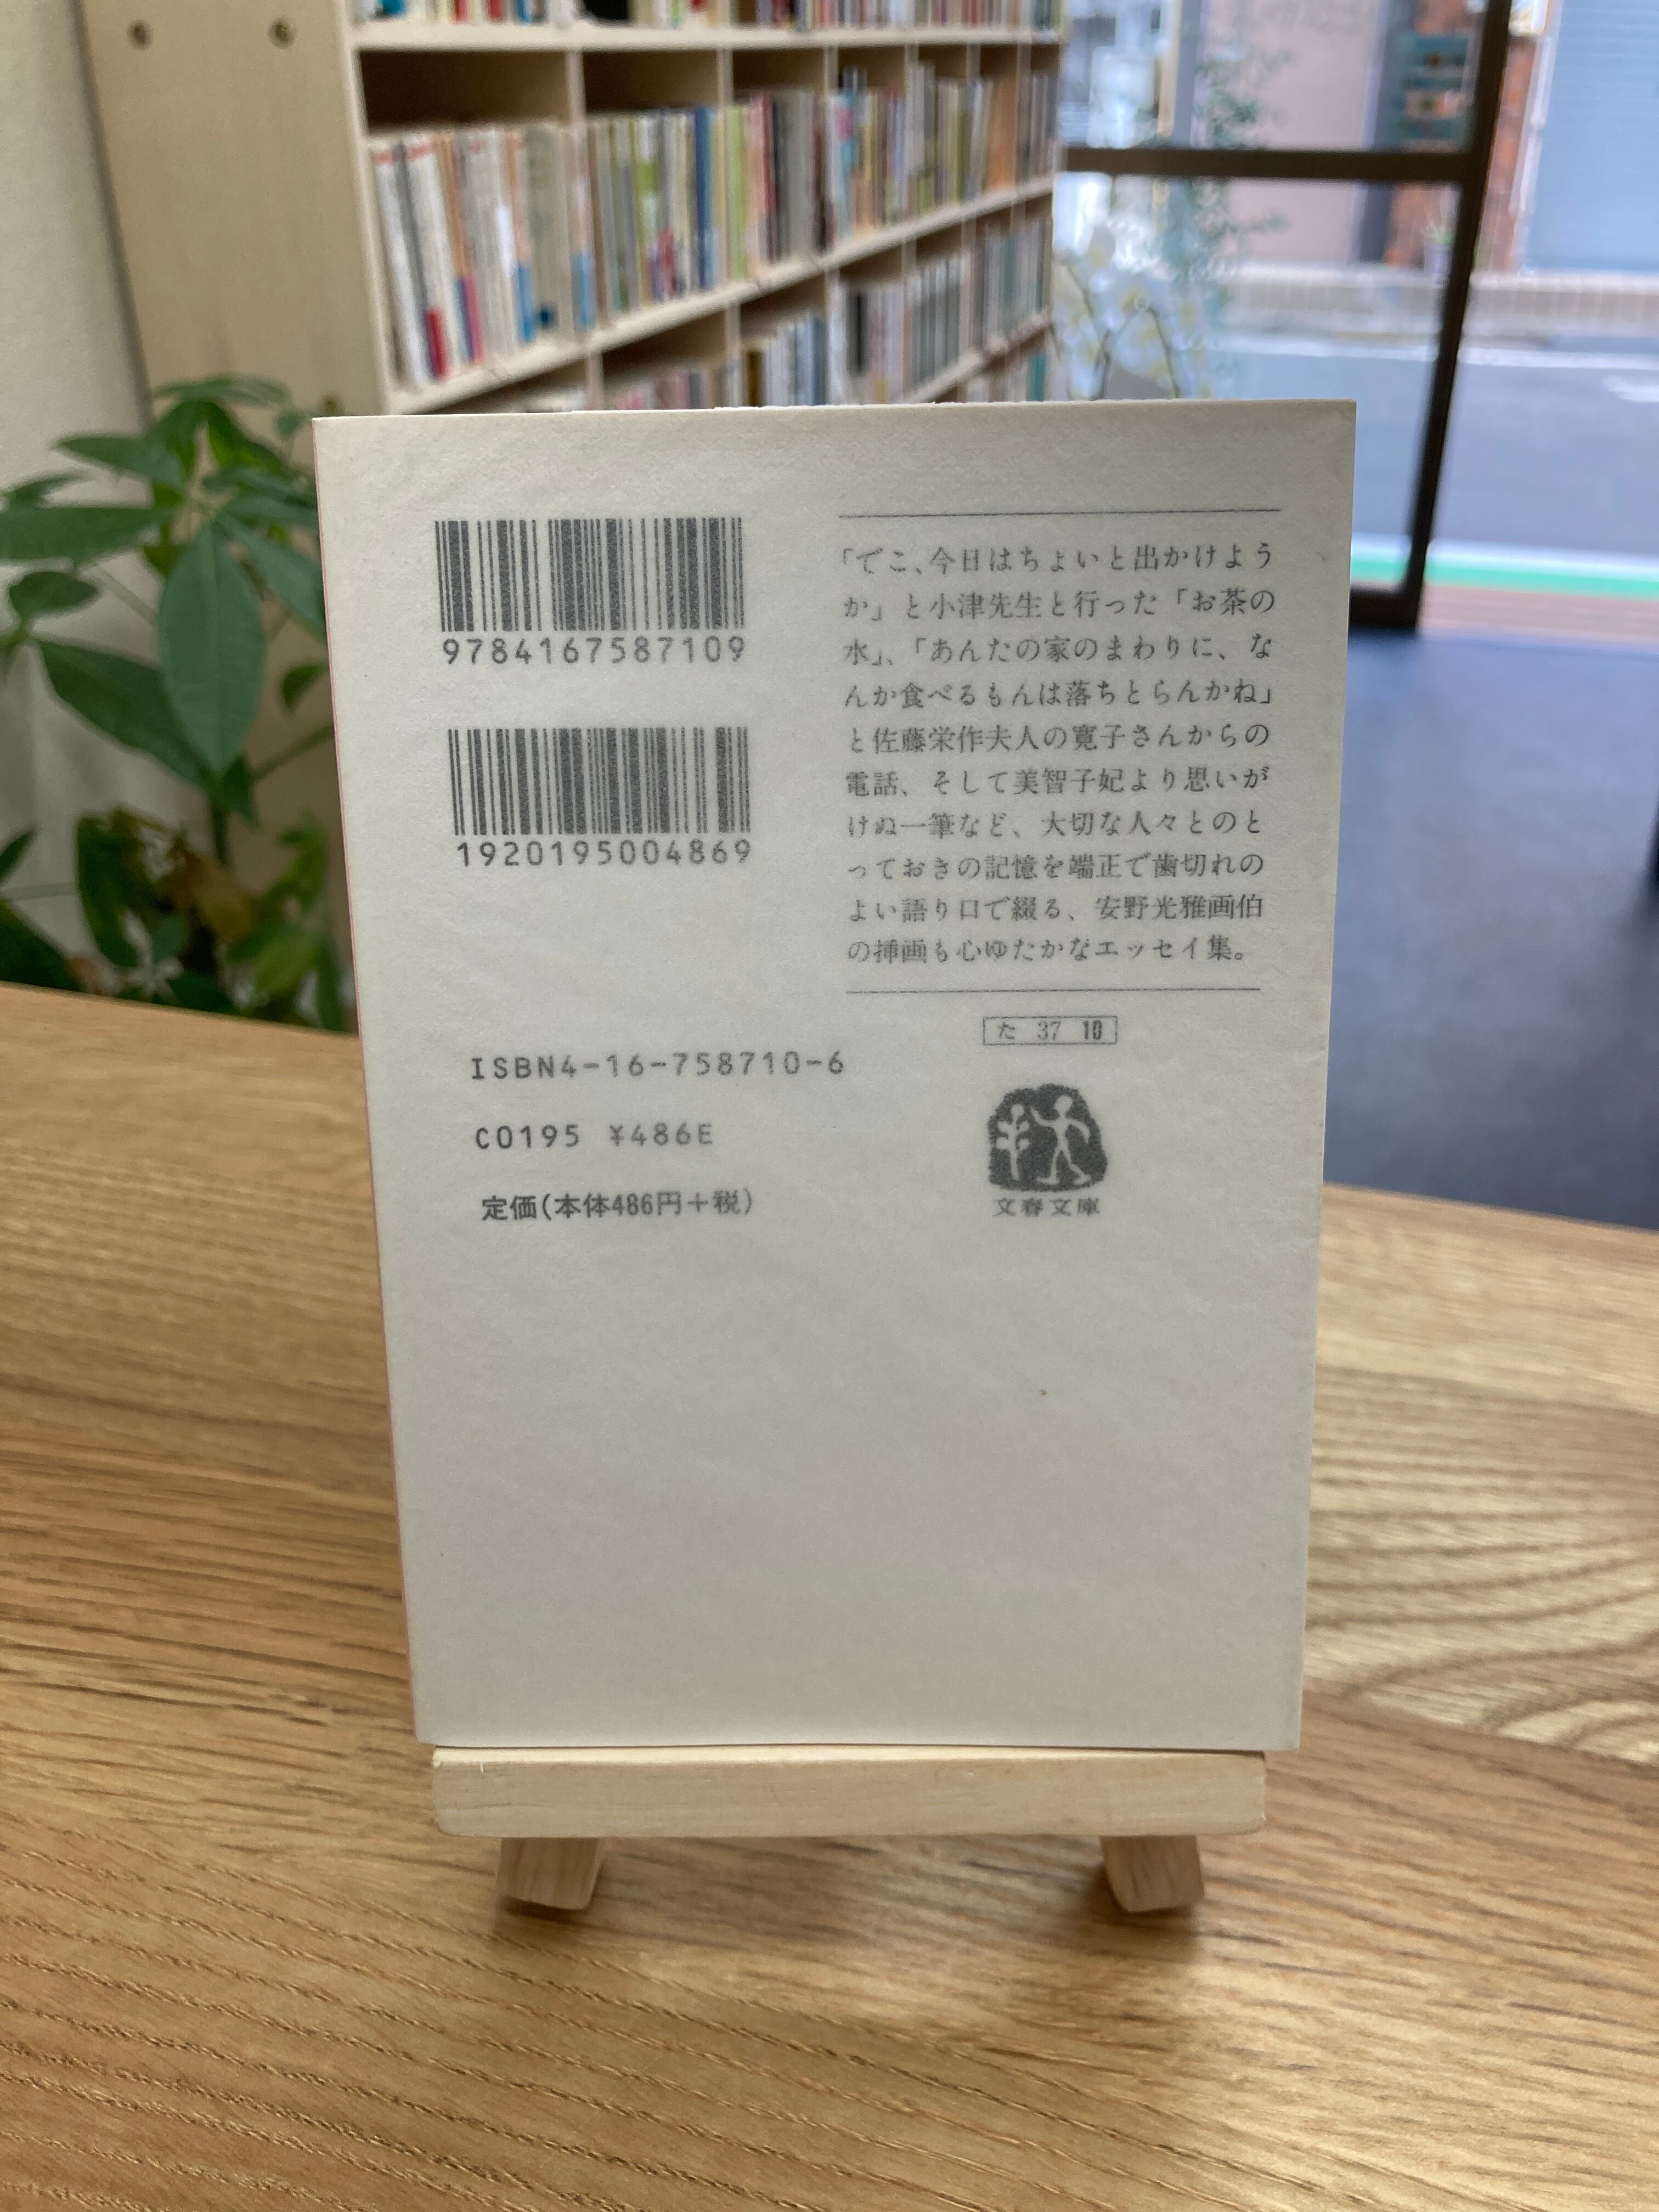 9784167587109
1920195004869
ISBN4-16-758710-6
C0195 ¥486E
定価(本体486円+税)
「でこ、今日はちょいと出かけよう
か」と小津先生と行った「お茶の
水」、「あんたの家のまわりに、な
んか食べるもんは落ちとらんかね」
と佐藤栄作夫人の寛子さんからの
電話、そして美智子妃より思いが
けぬ一筆など、大切な人々とのと
っておきの記憶を端正で歯切れの
よい語り口で綴る、安野光雅画伯
の挿画も心ゆたかなエッセイ集。
た 37 10
文春文庫